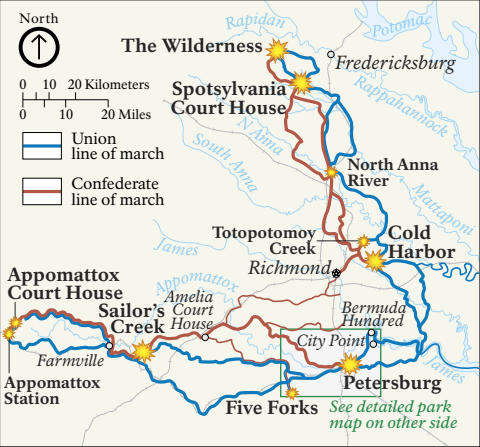 North
0 10 20 Kilometers
0 10 20 Miles
Union
line of march
Confederate
line of march
Rapidan
Potomac
The Wilderness
Fredericksburg
Spotsylvania
Court House
Rappahannock
N Anna
South Anna
North Anna
River
Mattaponi
Totopotomoy
Creek
Cold
Harbor
James
Richmond
Appomattox
Appomattox
Court House
Sailor's
Creek
Amelia
Court
House
Bermuda
Hundred
City Point
James
Farmville
Appomattox
Station
Petersburg
Five Forks
See detailed park
map on other side